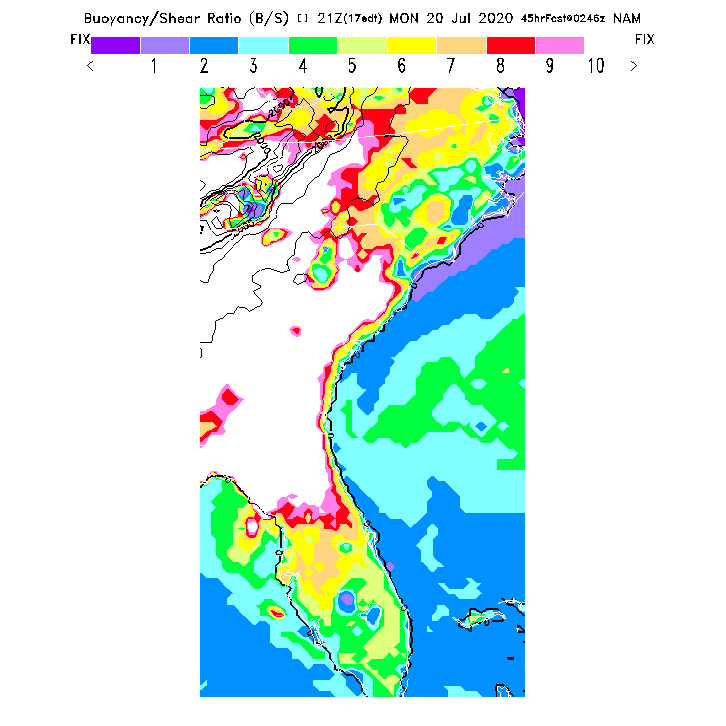 Buoyancy/Shear Ratio (B/S) [] 21Z(17edt) MON 20 Jul 2020 45hrFcst@0246z NAM
FIX FIX
< 1 2 3 4 5 6 7 8 9 10 >